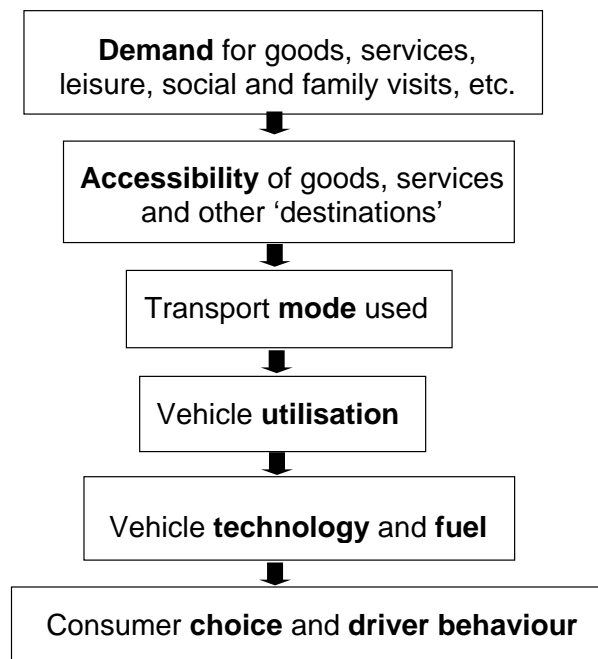 Demand for goods, services,
leisure, social and family visits, etc.
Accessibility of goods, services
and other ‘destinations’
Transport mode used
Vehicle utilisation
Vehicle technology and fuel
Consumer choice and driver behaviour